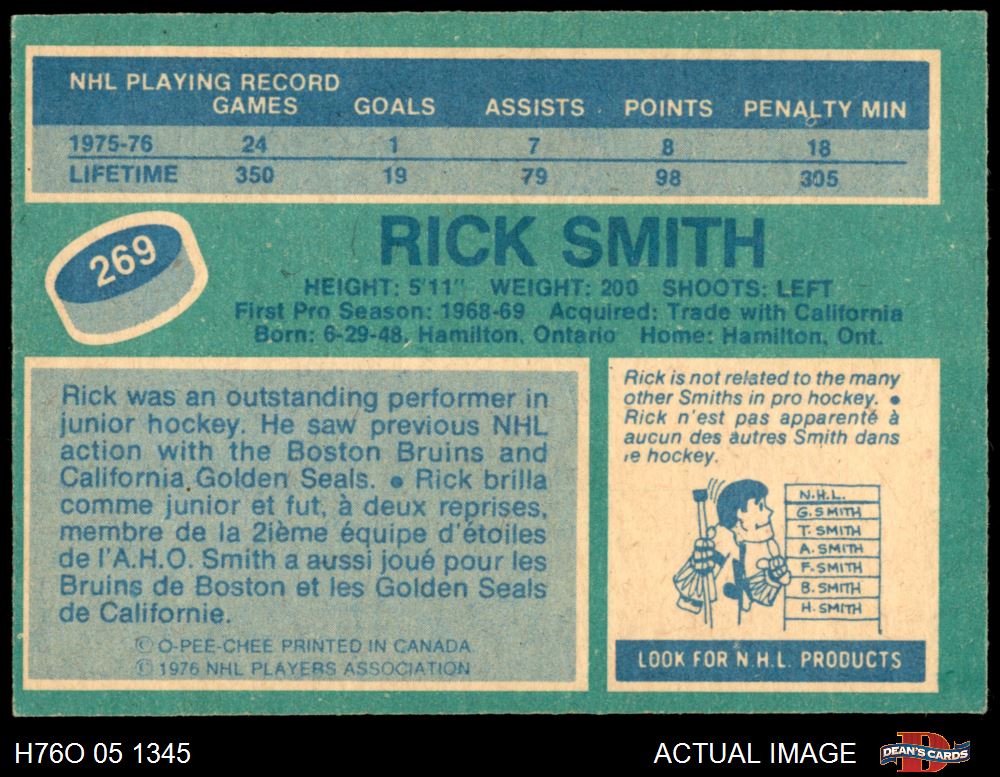 NHL PLAYING RECORD
GAMES GOALS ASSISTS POINTS PENALTY MIN
1975-76 24 1 7 8 18
LIFETIME 350 19 79 98 305
269
RICK SMITH
HEIGHT: 5'11" WEIGHT: 200 SHOOTS: LEFT
First Pro Season: 1968-69 Acquired: Trade with California
Born: 6-29-48, Hamilton, Ontario Home: Hamilton, Ont.
Rick was an outstanding performer in
junior hockey. He saw previous NHL
action with the Boston Bruins and
California Golden Seals. • Rick brilla
comme junior et fut, à deux reprises,
membre de la 2ième équipe d'étoiles
de l'A.H.O. Smith a aussi joué pour les
Bruins de Boston et les Golden Seals
de Californie.
© O-PEE-CHEE PRINTED IN CANADA
© 1976 NHL PLAYERS ASSOCIATION
Rick is not related to the many
other Smiths in pro hockey. •
Rick n'est pas apparenté à
aucun des autres Smith dans
le hockey.
N.H.L.
G. SMITH
T. SMITH
A. SMITH
F. SMITH
B. SMITH
H. SMITH
LOOK FOR N.H.L. PRODUCTS
H76O 05 1345
ACTUAL IMAGE
D
DEAN'S CARDS